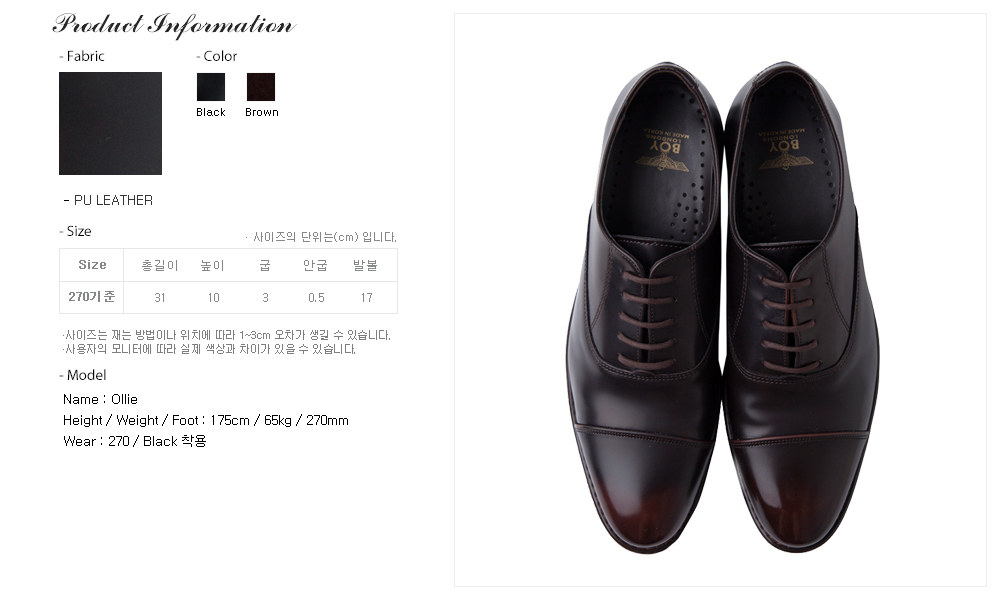 Product Information
- Fabric
- Color
Black Brown
- PU LEATHER
- Size
· 사이즈의 단위는(cm) 입니다.
Size 총길이 높이 굽 안굽 발볼
270기준 31 10 3 0.5 17
·사이즈는 재는 방법이나 위치에 따라 1~3cm 오차가 생길 수 있습니다.
·사용자의 모니터에 따라 실제 색상과 차이가 있을 수 있습니다.
- Model
Name : Ollie
Height / Weight / Foot : 175cm / 65kg / 270mm
Wear : 270 / Black 착용
BOY
LONDONS
MADE IN KOREA
BOY
LONDONS
MADE IN KOREA